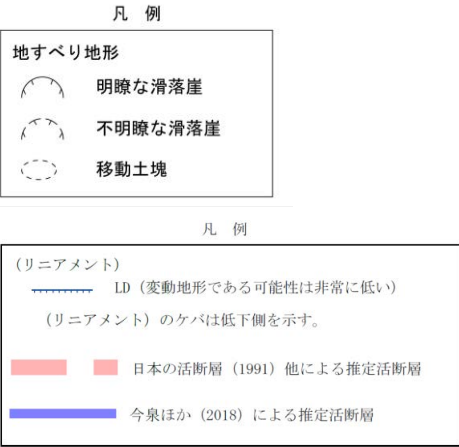 凡 例
地すべり地形
明瞭な滑落崖
不明瞭な滑落崖
移動土塊
凡 例
(リニアメント)
LD(変動地形である可能性は非常に低い)
(リニアメント)のケバは低下側を示す。
日本の活断層(1991)他による推定活断層
今泉ほか(2018)による推定活断層